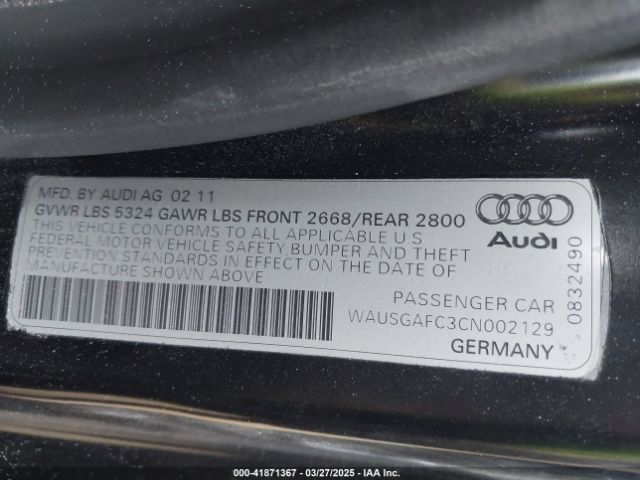 MFD. BY AUDI AG 02 11
GVWR LBS 5324 GAWR LBS FRONT 2668/REAR 2800
THIS VEHICLE CONFORMS TO ALL APPLICABLE U S
FEDERAL MOTOR VEHICLE SAFETY BUMPER AND THEFT
PREVENTION STANDARDS IN EFFECT ON THE DATE OF
MANUFACTURE SHOWN ABOVE
Audi
0832490
PASSENGER CAR
WAUSGAFC3CN002129
GERMANY
000-41871367 | 03/27/2025 | IAA Inc.